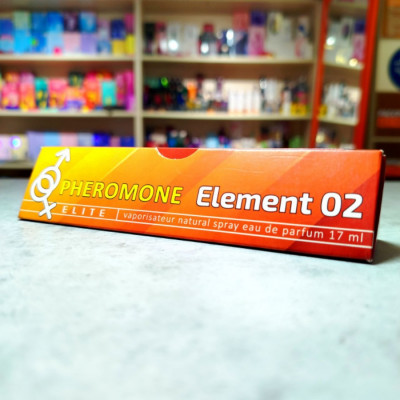 PHEROMONE Element 02
ELITE | vaporisateur natural spray eau de parfum 17 ml